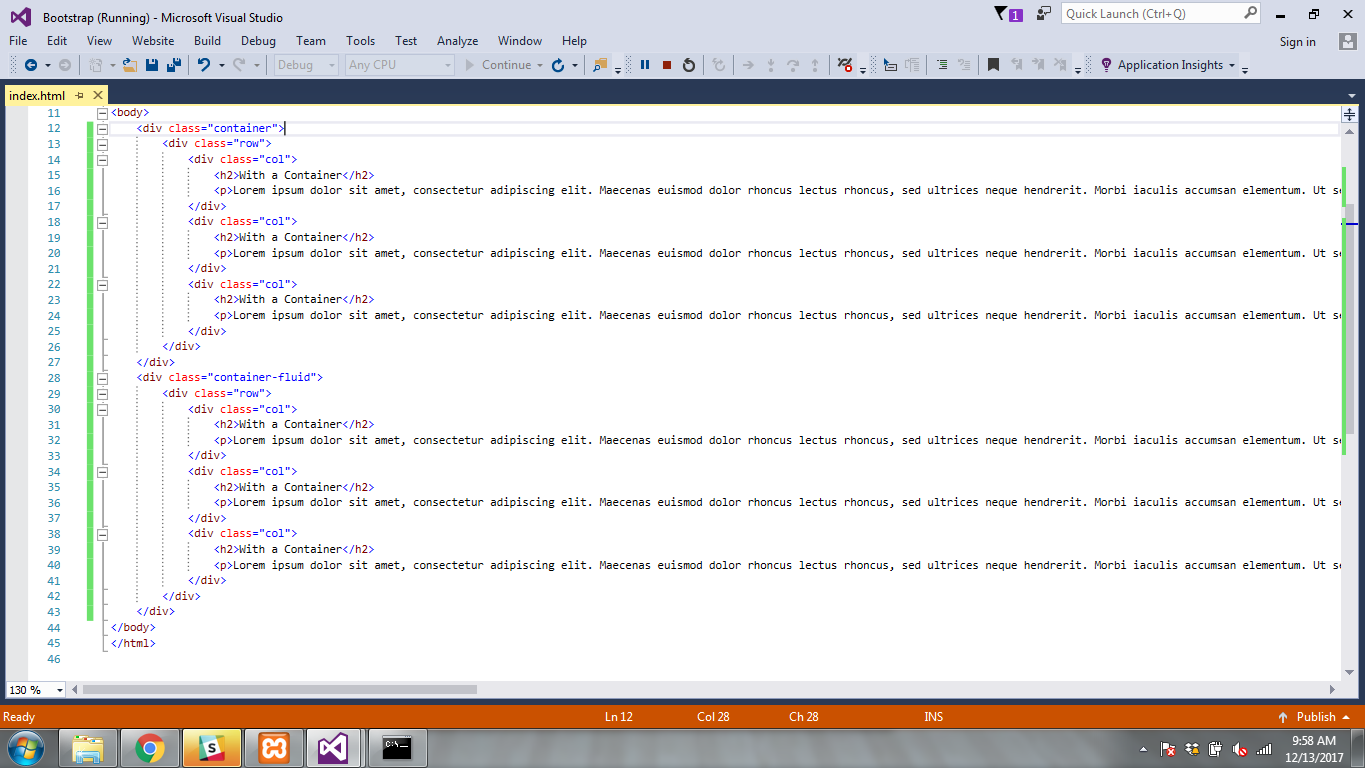 Bootstrap (Running) - Microsoft Visual Studio
1
Quick Launch (Ctrl+Q)
File Edit View Website Build Debug Team Tools Test Analyze Window Help
Sign in
Debug Any CPU Continue Application Insights
index.html
11 <body>
12 <div class="container">
13 <div class="row">
14 <div class="col">
15 <h2>With a Container</h2>
16 <p>Lorem ipsum dolor sit amet, consectetur adipiscing elit. Maecenas euismod dolor rhoncus lectus rhoncus, sed ultrices neque hendrerit. Morbi iaculis accumsan elementum. Ut
17 </div>
18 <div class="col">
19 <h2>With a Container</h2>
20 <p>Lorem ipsum dolor sit amet, consectetur adipiscing elit. Maecenas euismod dolor rhoncus lectus rhoncus, sed ultrices neque hendrerit. Morbi iaculis accumsan elementum. Ut
21 </div>
22 <div class="col">
23 <h2>With a Container</h2>
24 <p>Lorem ipsum dolor sit amet, consectetur adipiscing elit. Maecenas euismod dolor rhoncus lectus rhoncus, sed ultrices neque hendrerit. Morbi iaculis accumsan elementum. Ut
25 </div>
26 </div>
27 </div>
28 <div class="container-fluid">
29 <div class="row">
30 <div class="col">
31 <h2>With a Container</h2>
32 <p>Lorem ipsum dolor sit amet, consectetur adipiscing elit. Maecenas euismod dolor rhoncus lectus rhoncus, sed ultrices neque hendrerit. Morbi iaculis accumsan elementum. Ut
33 </div>
34 <div class="col">
35 <h2>With a Container</h2>
36 <p>Lorem ipsum dolor sit amet, consectetur adipiscing elit. Maecenas euismod dolor rhoncus lectus rhoncus, sed ultrices neque hendrerit. Morbi iaculis accumsan elementum. Ut
37 </div>
38 <div class="col">
39 <h2>With a Container</h2>
40 <p>Lorem ipsum dolor sit amet, consectetur adipiscing elit. Maecenas euismod dolor rhoncus lectus rhoncus, sed ultrices neque hendrerit. Morbi iaculis accumsan elementum. Ut
41 </div>
42 </div>
43 </div>
44 </body>
45 </html>
46
130 %
Ready Ln 12 Col 28 Ch 28 INS Publish
C:\.
9:58 AM
12/13/2017